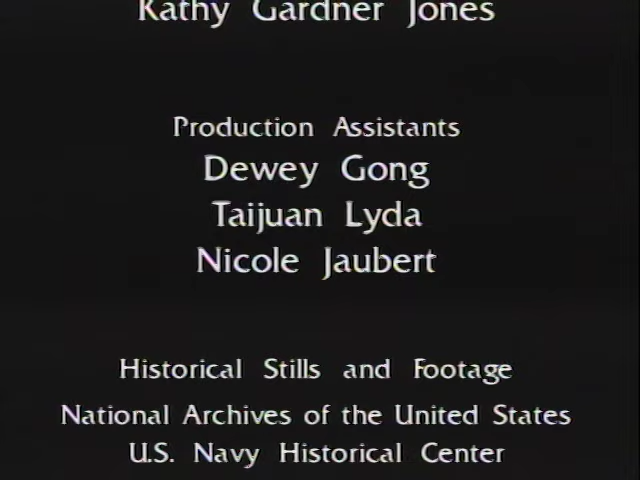 Kathy Gardner Jones
Production Assistants
Dewey Gong
Taijuan Lyda
Nicole Jaubert
Historical Stills and Footage
National Archives of the United States
U.S. Navy Historical Center